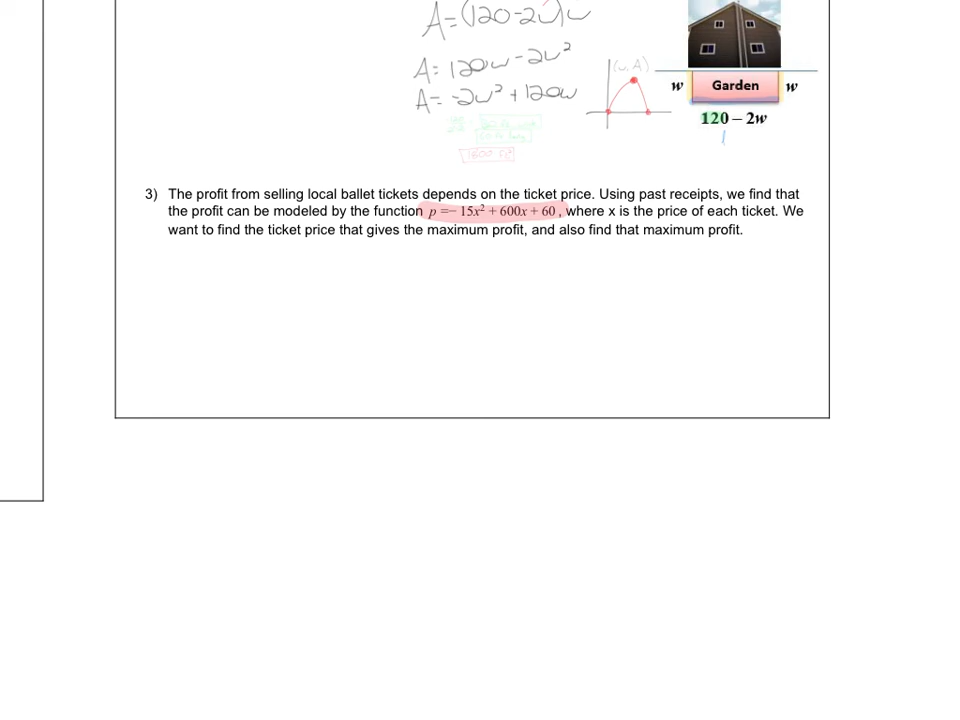 A=(120-2w)w
A= 120w-2w²
A= -2w²+120w
(w, A)
w Garden w
120 – 2w
1800 ft²
3) The profit from selling local ballet tickets depends on the ticket price. Using past receipts, we find that
the profit can be modeled by the function p =– 15x² + 600x + 60 , where x is the price of each ticket. We
want to find the ticket price that gives the maximum profit, and also find that maximum profit.